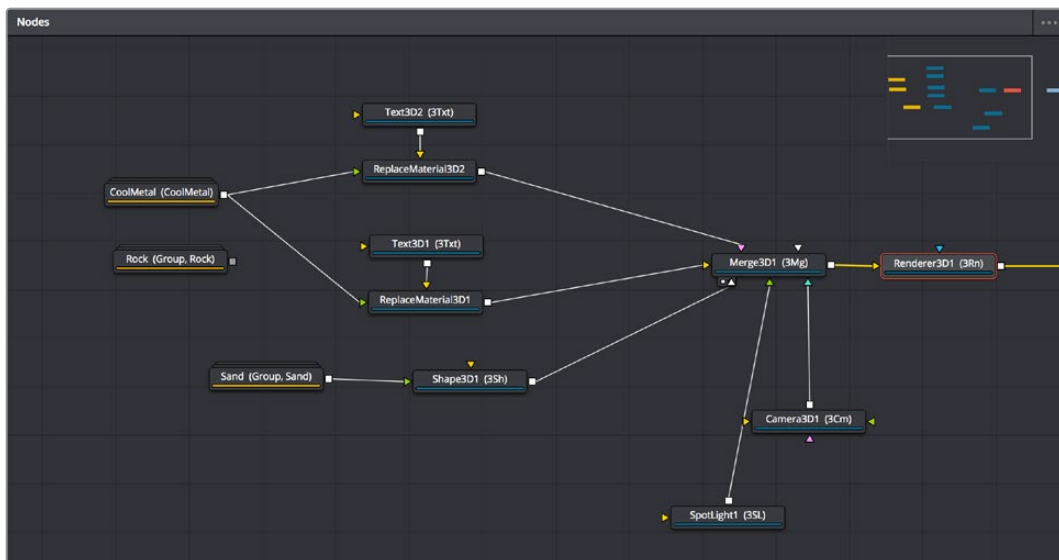 Nodes
Text3D2 (3Txt)
ReplaceMaterial3D2
CoolMetal (CoolMetal)
Text3D1 (3Txt)
Rock (Group, Rock)
Merge3D1 (3Mg)
Renderer3D1 (3Rn)
ReplaceMaterial3D1
Sand (Group, Sand)
Shape3D1 (3Sh)
Camera3D1 (3Cm)
SpotLight1 (3SL)